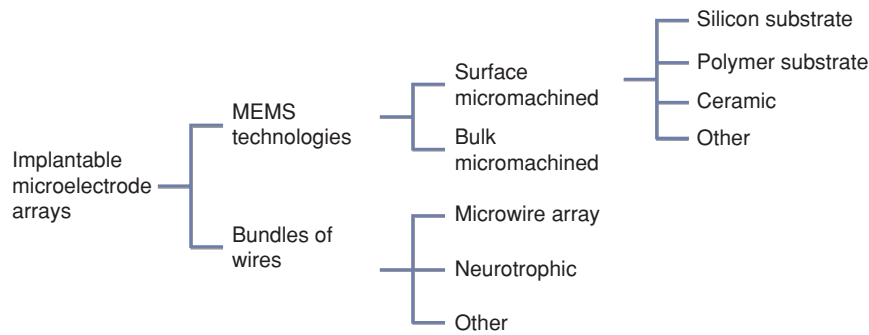 Implantable
microelectrode
arrays
MEMS
technologies
Surface
micromachined
Silicon substrate
Polymer substrate
Ceramic
Other
Bulk
micromachined
Bundles of
wires
Microwire array
Neurotrophic
Other